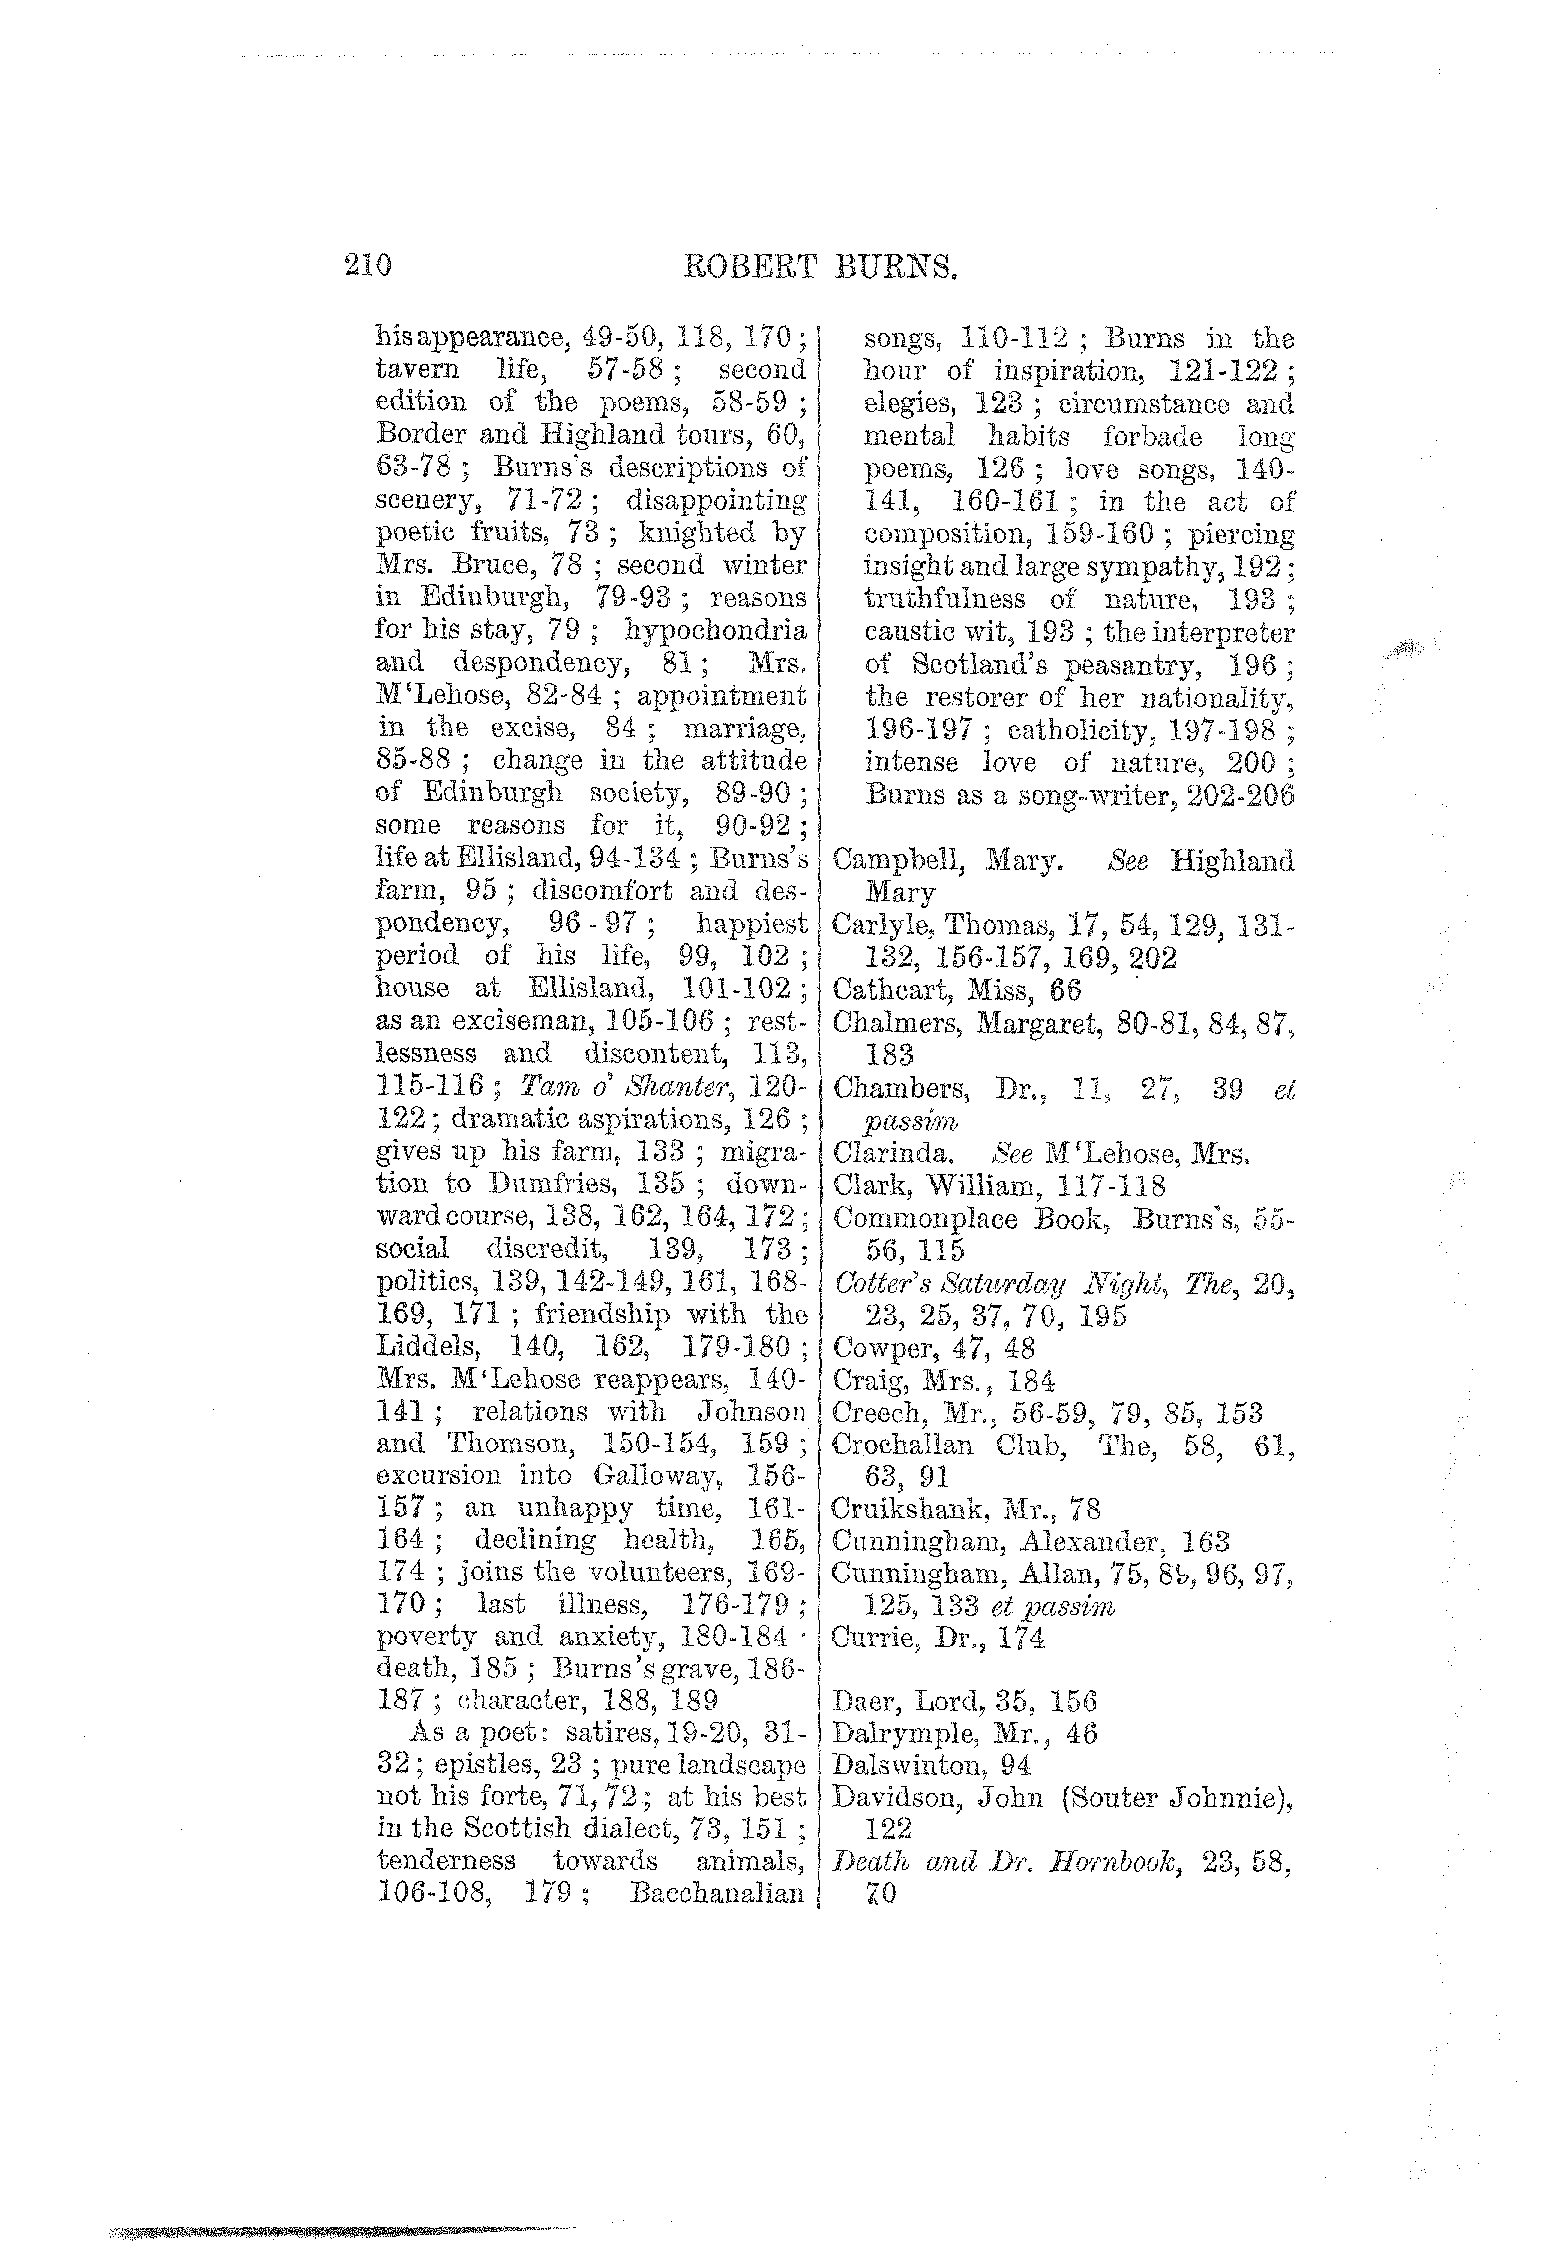 210
ROBERT BURNS.
his appearance, 49-50, 118, 170 ;
tavern life, 57-58 ; second
edition of the poems, 58-59 ;
Border and Highland tours, 60,
63-78 ; Burns's descriptions of
scenery, 71-72 ; disappointing
poetic fruits, 73 ; knighted by
Mrs. Bruce, 78 ; second winter
in Edinburgh, 79-93 ; reasons
for his stay, 79 ; hypochondria
and despondency, 81 ; Mrs.
M‘Lehose, 82-84 ; appointment
in the excise, 84 ; marriage,
85-88 ; change in the attitude
of Edinburgh society, 89-90 ;
some reasons for it, 90-92 ;
life at Ellisland, 94-134 ; Burns's
farm, 95 ; discomfort and des-
pondency, 96-97 ; happiest
period of his life, 99, 102 ;
house at Ellisland, 101-102 ;
as an exciseman, 105-106 ; rest-
lessness and discontent, 113,
115-116 ; Tam o' Shanter, 120-
122 ; dramatic aspirations, 126 ;
gives up his farm, 133 ; migra-
tion to Dumfries, 135 ; down-
ward course, 138, 162, 164, 172 ;
social discredit, 139, 173 ;
politics, 139, 142-149, 161, 168-
169, 171 ; friendship with the
Liddels, 140, 162, 179-180 ;
Mrs. M‘Lehose reappears, 140-
141 ; relations with Johnson
and Thomson, 150-154, 159 ;
excursion into Galloway, 156-
157 ; an unhappy time, 161-
164 ; declining health, 165,
174 ; joins the volunteers, 169-
170 ; last illness, 176-179 ;
poverty and anxiety, 180-184 ·
death, 185 ; Burns's grave, 186-
187 ; character, 188, 189
As a poet: satires, 19-20, 31-
32 ; epistles, 23 ; pure landscape
not his forte, 71, 72 ; at his best
in the Scottish dialect, 73, 151 ;
tenderness towards animals,
106-108, 179 ; Bacchanalian
songs, 110-112 ; Burns in the
hour of inspiration, 121-122 ;
elegies, 123 ; circumstance and
mental habits forbade long
poems, 126 ; love songs, 140-
141, 160-161 ; in the act of
composition, 159-160 ; piercing
insight and large sympathy, 192 ;
truthfulness of nature, 193 ;
caustic wit, 193 ; the interpreter
of Scotland's peasantry, 196 ;
the restorer of her nationality,
196-197 ; catholicity, 197-198 ;
intense love of nature, 200 ;
Burns as a song-writer, 202-206
Campbell, Mary. See Highland
Mary
Carlyle, Thomas, 17, 54, 129, 131-
132, 156-157, 169, 202
Cathcart, Miss, 66
Chalmers, Margaret, 80-81, 84, 87,
183
Chambers, Dr., 11, 27, 39 et
passim
Clarinda. See M‘Lehose, Mrs.
Clark, William, 117-118
Commonplace Book, Burns's, 55-
56, 115
Cotter's Saturday Night, The, 20,
23, 25, 37, 70, 195
Cowper, 47, 48
Craig, Mrs., 184
Creech, Mr., 56-59, 79, 85, 153
Crochallan Club, The, 58, 61,
63, 91
Cruikshank, Mr., 78
Cunningham, Alexander, 163
Cunningham, Allan, 75, 96, 97,
125, 133 et passim
Currie, Dr., 174
Daer, Lord, 35, 156
Dalrymple, Mr., 46
Dalswinton, 94
Davidson, John (Souter Johnnie),
122
Death and Dr. Hornbook, 23, 58,
70